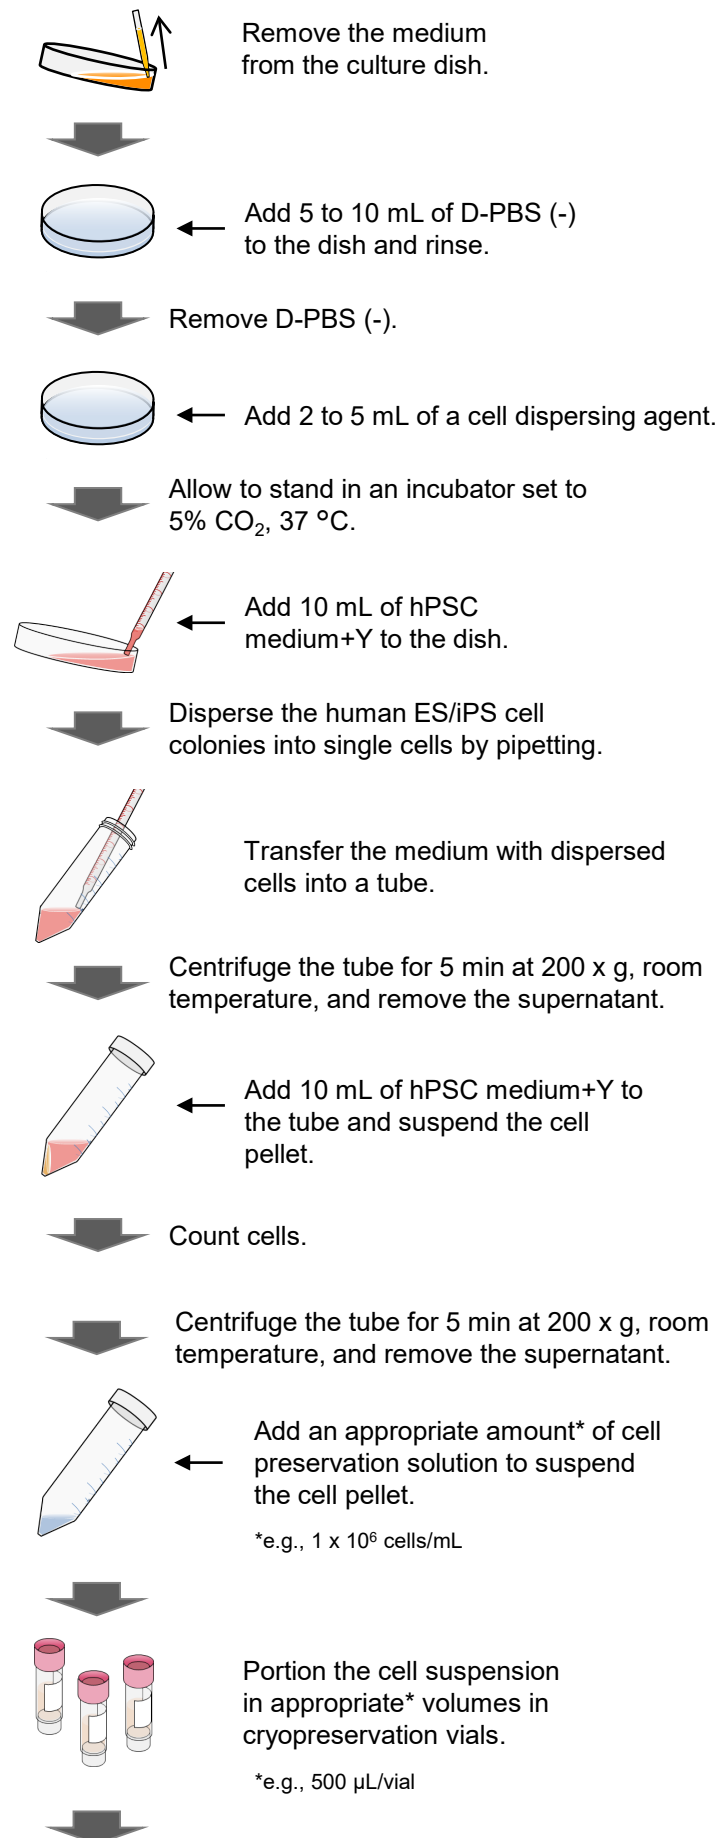 Remove the medium
from the culture dish.
Add 5 to 10 mL of D-PBS (-)
to the dish and rinse.
Remove D-PBS (-).
Add 2 to 5 mL of a cell dispersing agent.
Allow to stand in an incubator set to
5% CO₂, 37 °C.
Add 10 mL of hPSC
medium+Y to the dish.
Disperse the human ES/iPS cell
colonies into single cells by pipetting.
Transfer the medium with dispersed
cells into a tube.
Centrifuge the tube for 5 min at 200 x g, room
temperature, and remove the supernatant.
Add 10 mL of hPSC medium+Y to
the tube and suspend the cell
pellet.
Count cells.
Centrifuge the tube for 5 min at 200 x g, room
temperature, and remove the supernatant.
Add an appropriate amount* of cell
preservation solution to suspend
the cell pellet.
*e.g., 1 x 10⁶ cells/mL
Portion the cell suspension
in appropriate* volumes in
cryopreservation vials.
*e.g., 500 µL/vial